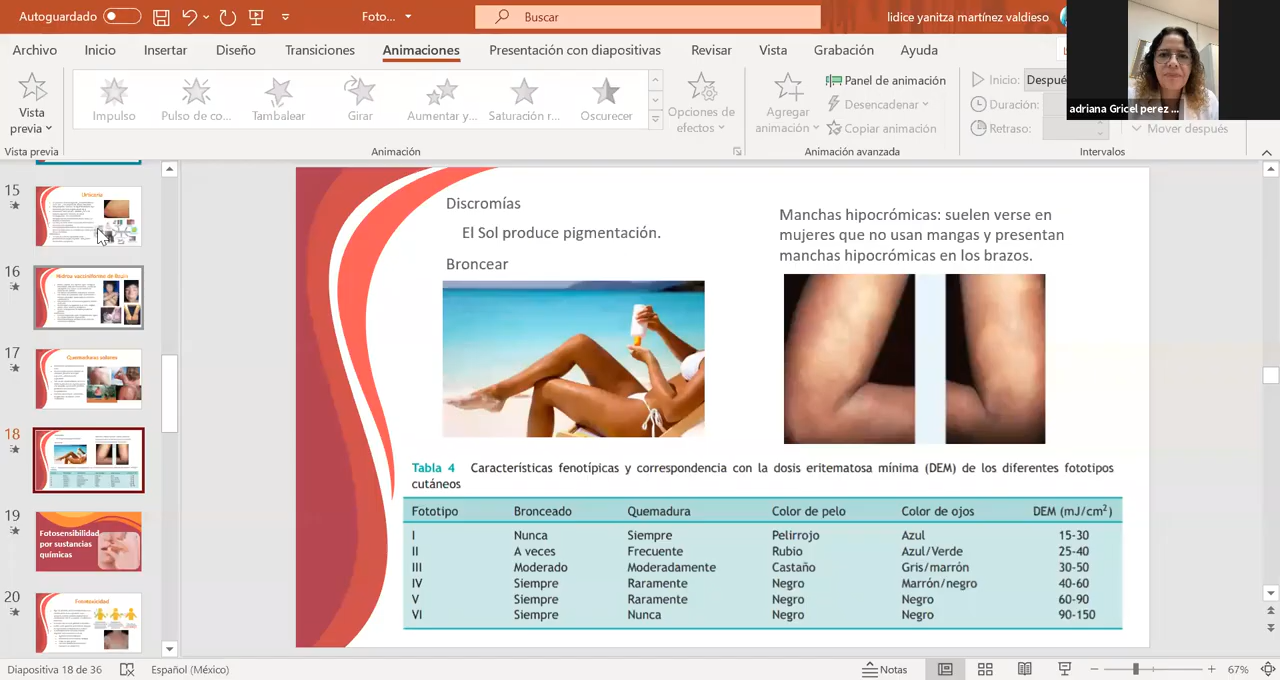 Autoguardado
Foto...
Buscar
lidice yanitza martínez valdieso
Archivo
Inicio
Insertar
Diseño
Transiciones
Animaciones
Presentación con diapositivas
Revisar
Vista
Grabación
Ayuda
adriana Gricel perez ...
Vista
previa
Impulso
Pulso de co...
Tambalear
Girar
Aumentar y...
Saturación r...
Oscurecer
Opciones de
efectos
Agregar
animación
Panel de animación
Desencadenar
Copiar animación
Inicio: Despué
Duración:
Retraso:
Mover después
Vista previa
Animación
Animación avanzada
Intervalos
15
Urticaria
16
17
Quemaduras solares
18
19
Fotosensibilidad
por sustancias
químicas
20
Fototoxicidad
Discromías
El Sol produce pigmentación.
Broncear
Manchas hipocrómicas: suelen verse en
mujeres que no usan mangas y presentan
manchas hipocrómicas en los brazos.
Tabla 4 Características fenotípicas y correspondencia con la dosis eritematosa mínima (DEM) de los diferentes fototipos
cutáneos
Fototipo Bronceado Quemadura Color de pelo Color de ojos DEM (mJ/cm²)
I Nunca Siempre Pelirrojo Azul 15-30
II A veces Frecuente Rubio Azul/Verde 25-40
III Moderado Moderadamente Castaño Gris/marrón 30-50
IV Siempre Raramente Negro Marrón/negro 40-60
V Siempre Raramente Negro Negro 60-90
VI Siempre Nunca Negro Negro 90-150
Diapositiva 18 de 36
Español (México)
Notas
67%